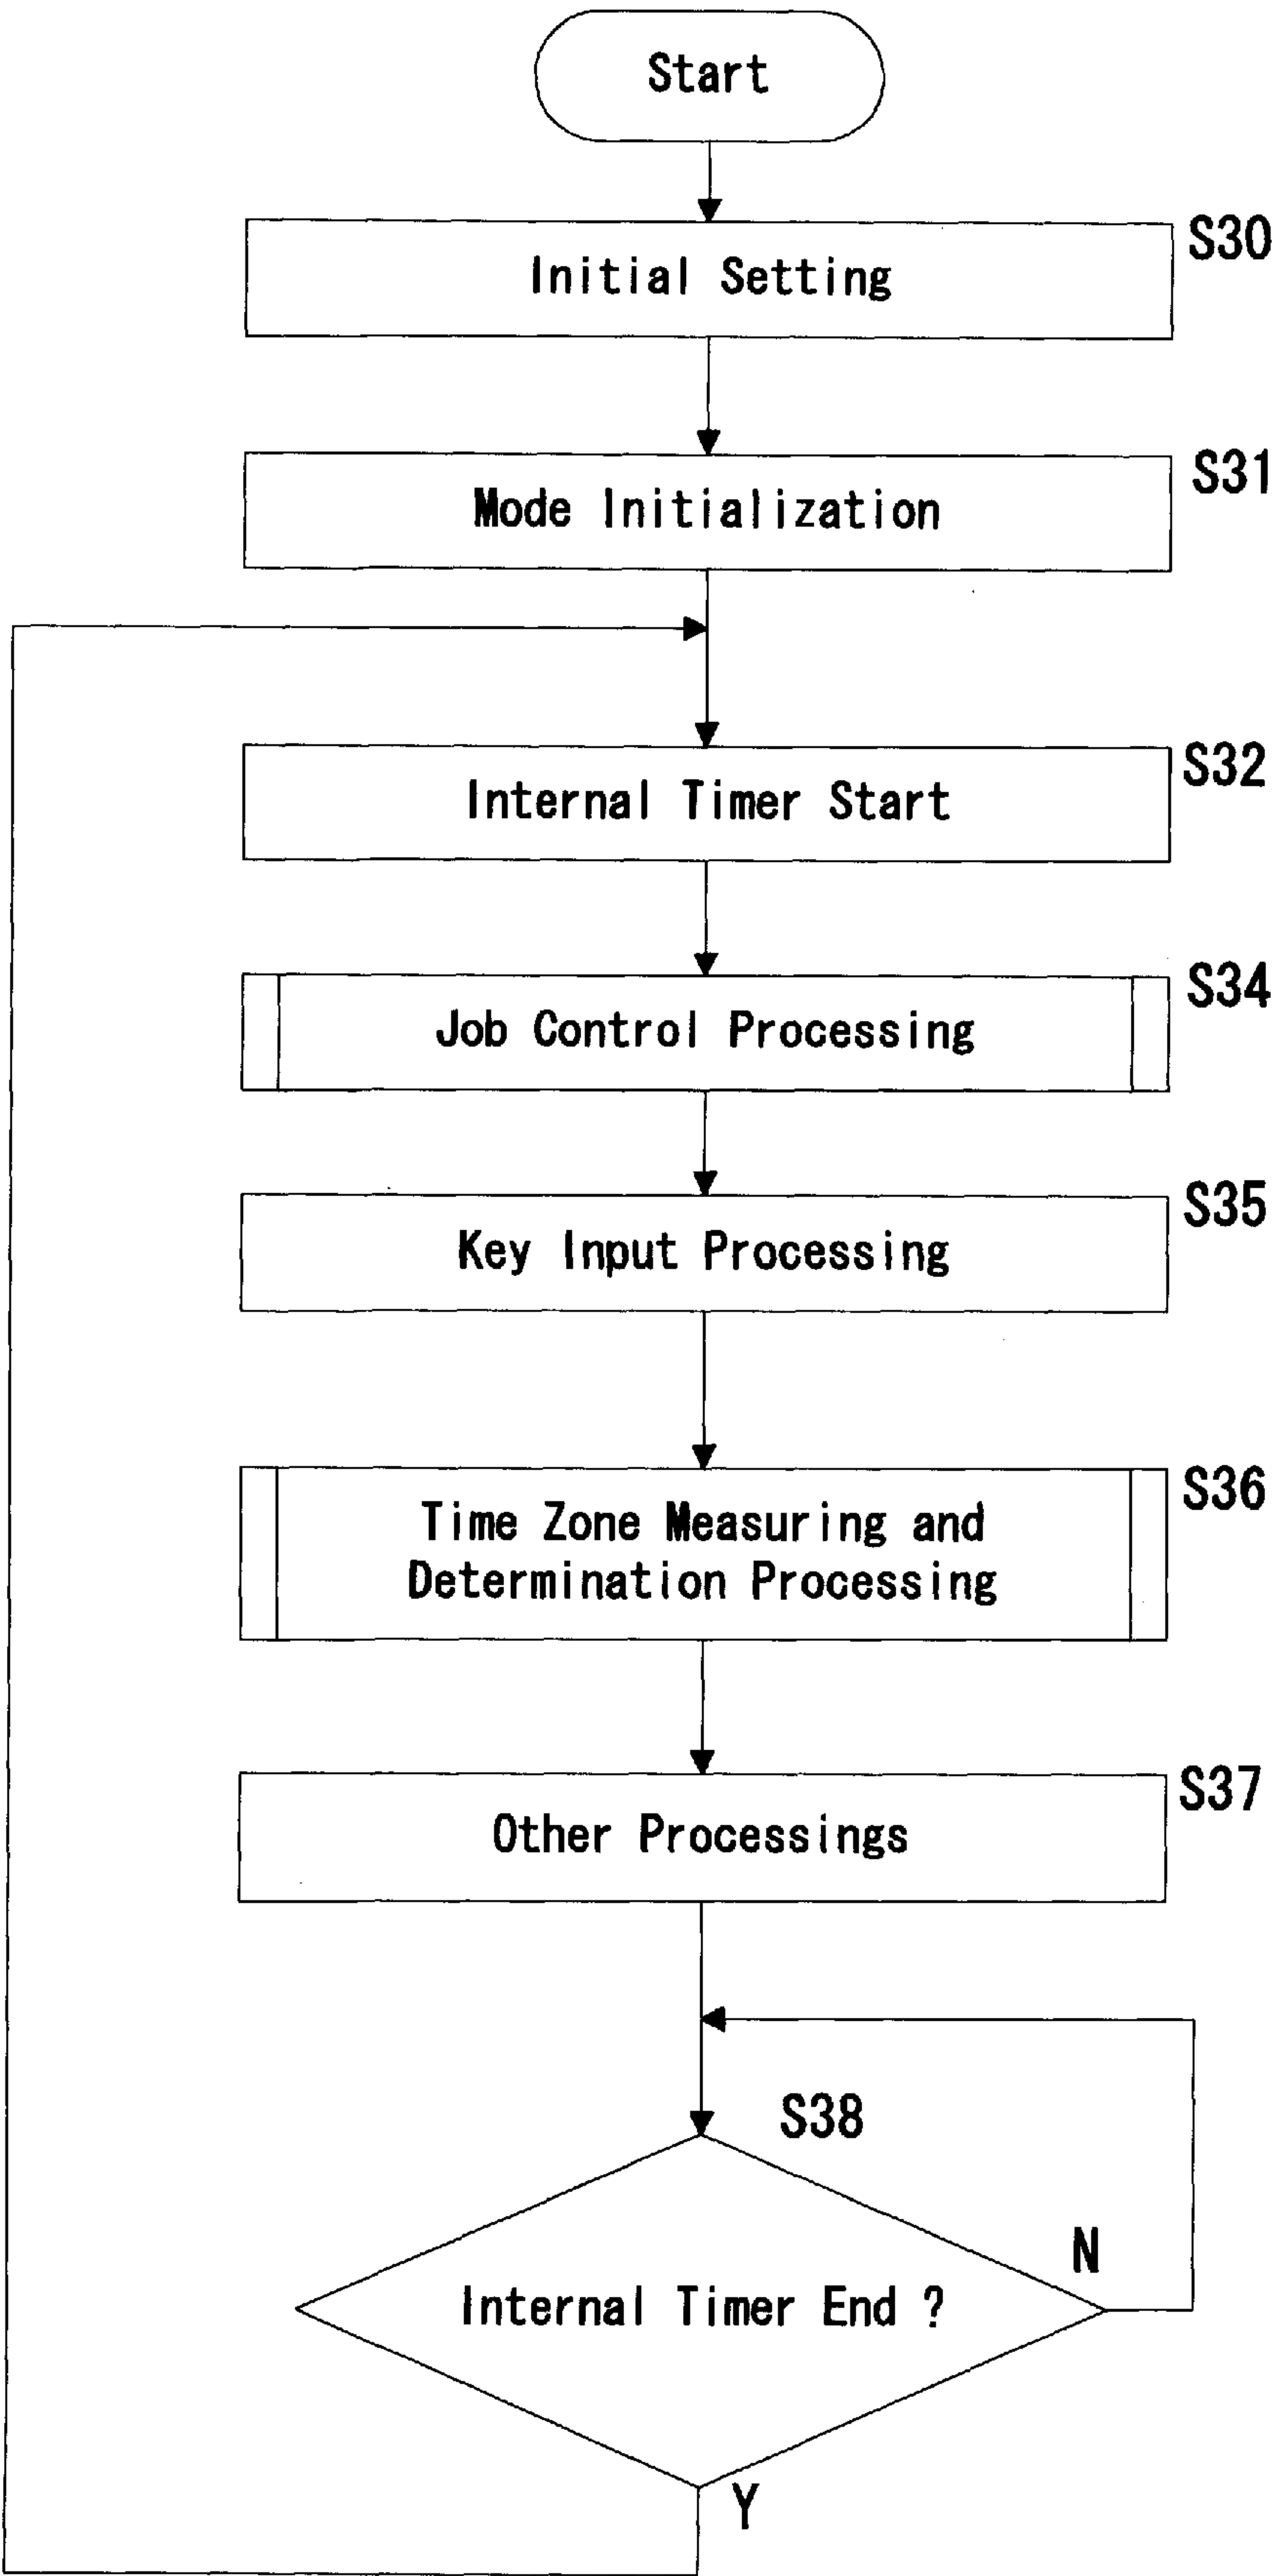 Start
S30
Initial Setting
S31
Mode Initialization
S32
Internal Timer Start
S34
Job Control Processing
S35
Key Input Processing
S36
Time Zone Measuring and
Determination Processing
S37
Other Processings
S38
N
Internal Timer End ?
Y